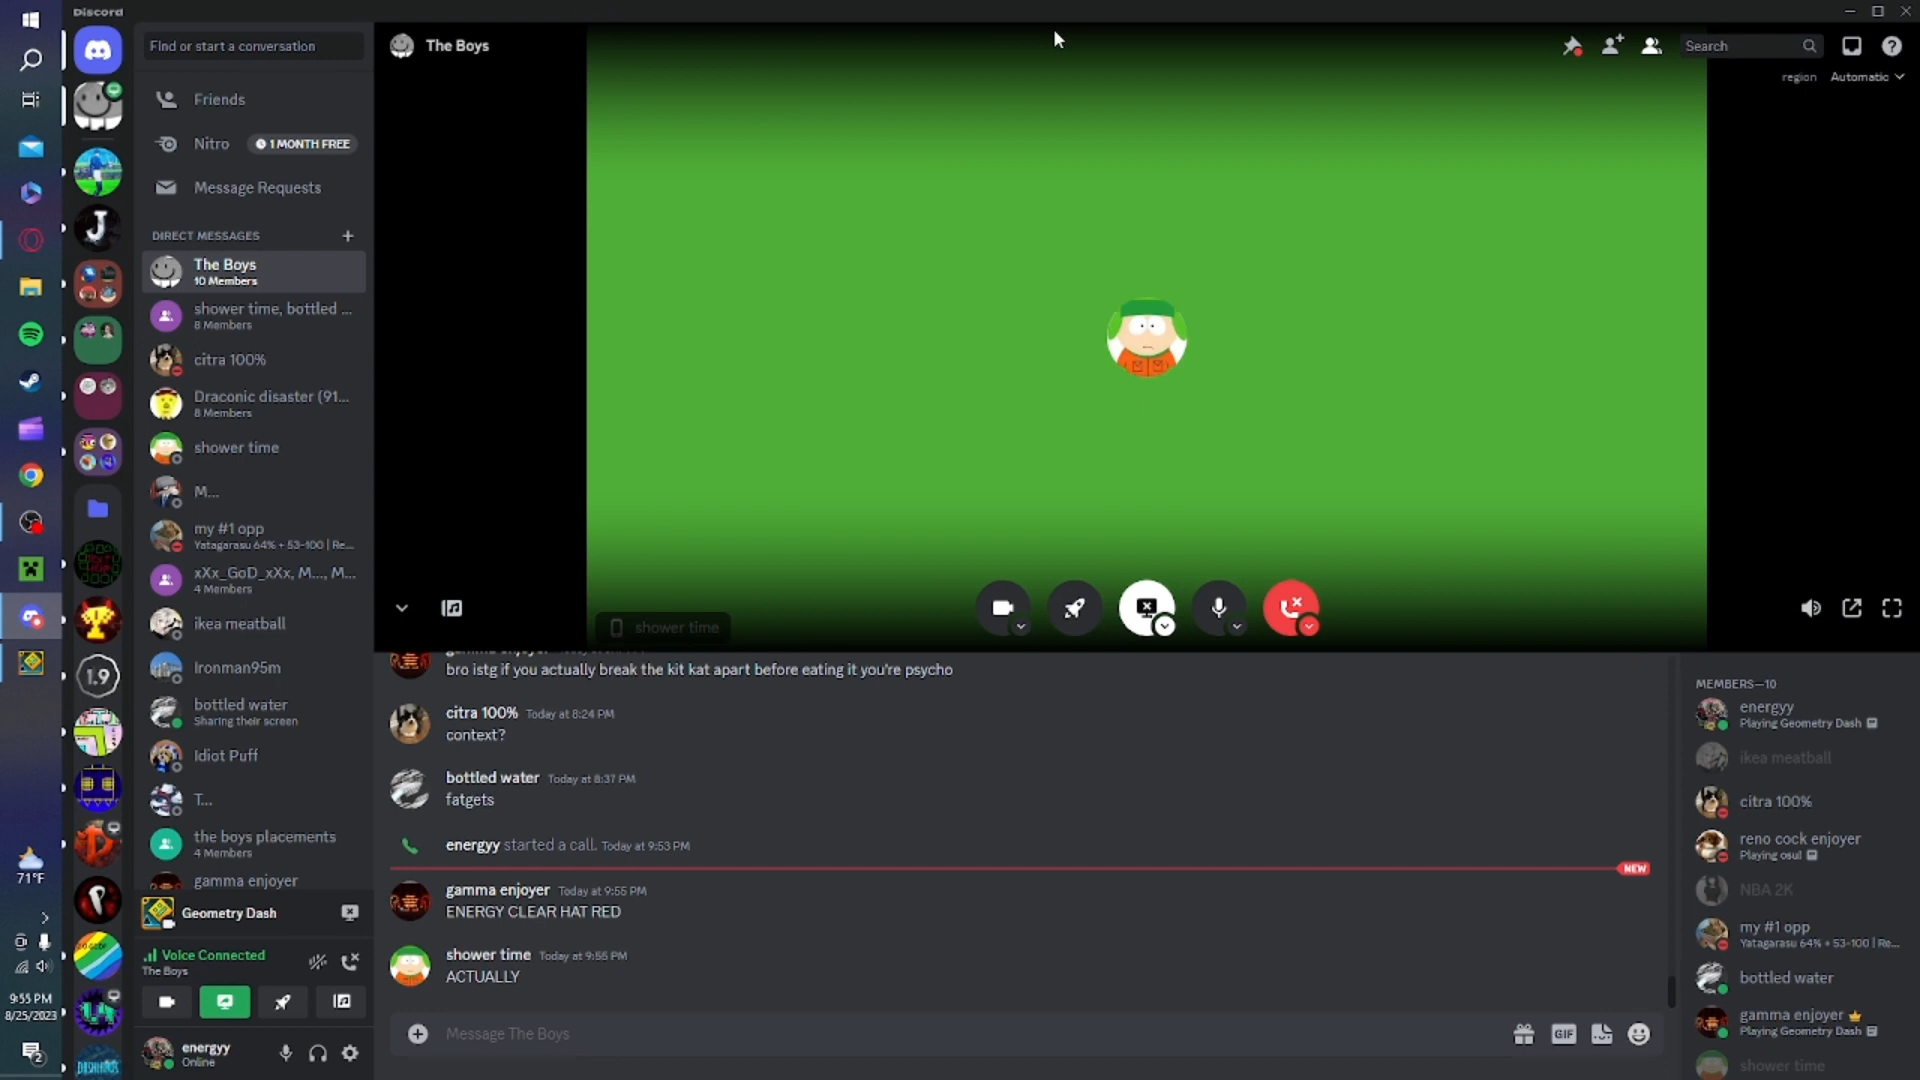 Discord
Find or start a conversation
Friends
Nitro
1 MONTH FREE
Message Requests
DIRECT MESSAGES
The Boys
10 Members
shower time, bottled ...
8 Members
citra 100%
Draconic disaster (91...
8 Members
shower time
M...
my #1 opp
Yatagarasu 64% + 53-100 | Re...
xXx_GoD_xXx, M..., M...
4 Members
ikea meatball
Ironman95m
bottled water
Sharing their screen
Idiot Puff
T...
the boys placements
4 Members
gamma enjoyer
Geometry Dash
Voice Connected
The Boys
energyy
Online
71°F
9:55 PM
8/25/2023
2
J
1.9
The Boys
Search
region
Automatic
shower time
bro istg if you actually break the kit kat apart before eating it you're psycho
citra 100% Today at 8:24 PM
context?
bottled water Today at 8:37 PM
fatgets
energyy started a call. Today at 9:53 PM
NEW
gamma enjoyer Today at 9:55 PM
ENERGY CLEAR HAT RED
shower time Today at 9:55 PM
ACTUALLY
Message The Boys
GIF
MEMBERS—10
energyy
Playing Geometry Dash
ikea meatball
citra 100%
reno cock enjoyer
Playing osu!
NBA 2K
my #1 opp
Yatagarasu 64% + 53-100 | Re...
bottled water
gamma enjoyer
Playing Geometry Dash
shower time